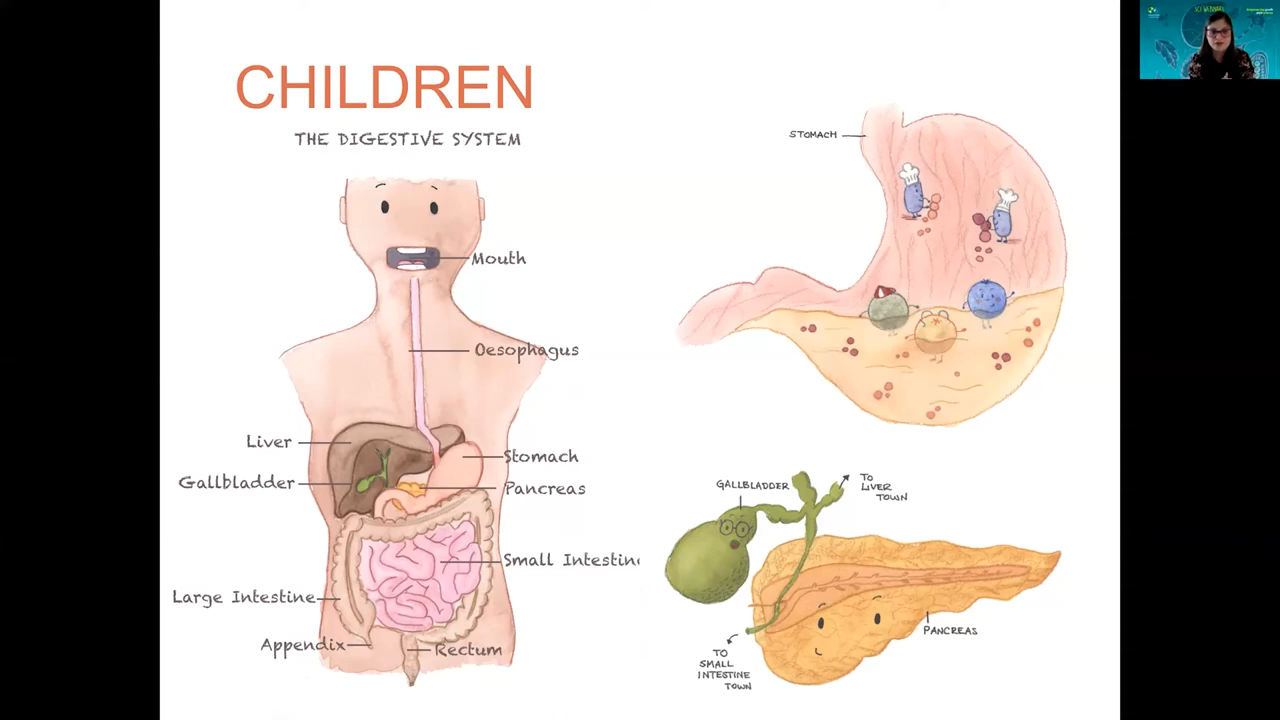 CHILDREN
THE DIGESTIVE SYSTEM
Mouth
Oesophagus
Liver
Stomach
Gallbladder
Pancreas
Small Intestin
Large Intestine
Appendix
Rectum
STOMACH
GALLBLADDER
TO
LIVER
TOWN
PANCREAS
TO
SMALL
INTESTINE
TOWN